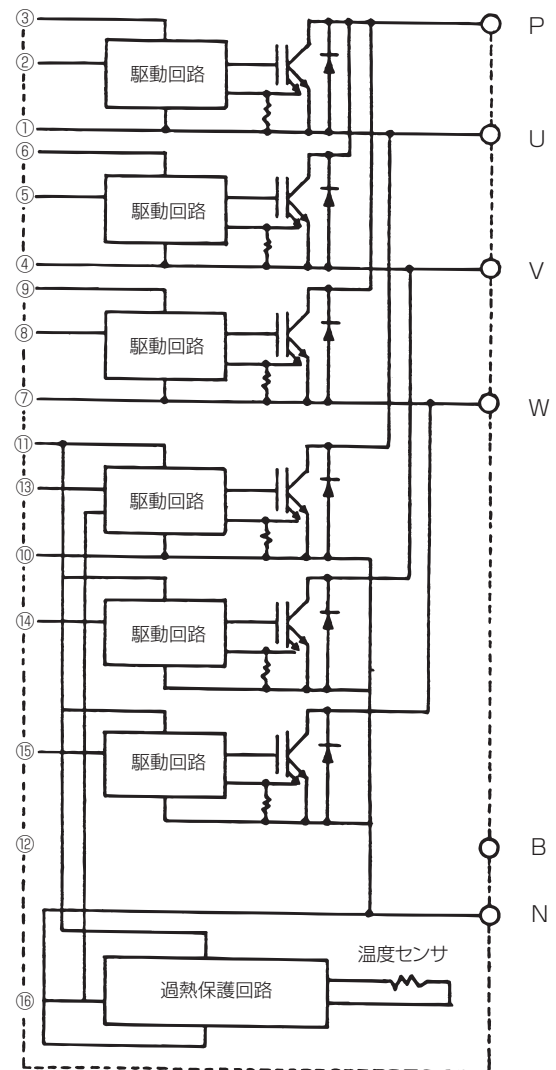 ③ P
② 駆動回路
① U
⑥
⑤ 駆動回路
④ V
⑨
⑧ 駆動回路
⑦ W
⑪
⑬ 駆動回路
⑩
⑭ 駆動回路
⑮ 駆動回路
⑫ B
N
温度センサ
⑯ 過熱保護回路